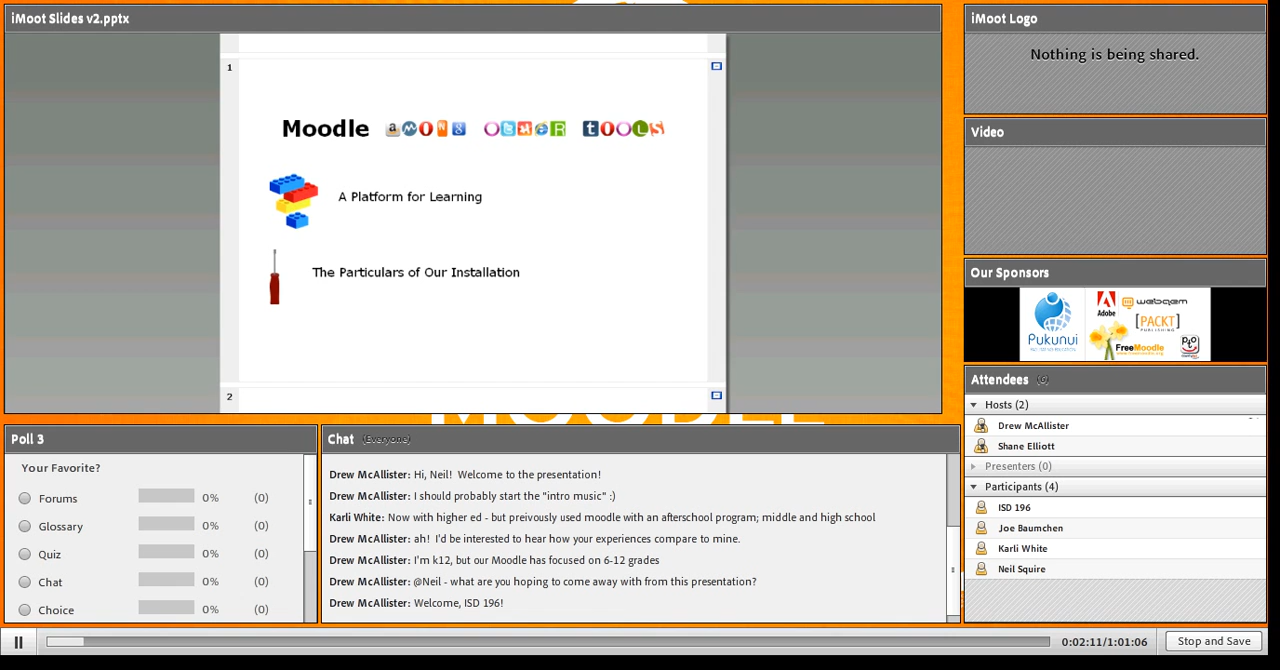 iMoot Slides v2.pptx
1
Moodle among other tools
A Platform for Learning
The Particulars of Our Installation
2
iMoot Logo
Nothing is being shared.
Video
Our Sponsors
Pukunui
Adobe
webqem
[PACKT]
PUBLISHING
FreeMoodle
Attendees (6)
Hosts (2)
Drew McAllister
Shane Elliott
Presenters (0)
Participants (4)
ISD 196
Joe Baumchen
Karli White
Neil Squire
MOODLE
Poll 3
Your Favorite?
Forums 0% (0)
Glossary 0% (0)
Quiz 0% (0)
Chat 0% (0)
Choice 0% (0)
Chat (Everyone)
Drew McAllister: Hi, Neil! Welcome to the presentation!
Drew McAllister: I should probably start the "intro music" :)
Karli White: Now with higher ed - but preivously used moodle with an afterschool program; middle and high school
Drew McAllister: ah! I'd be interested to hear how your experiences compare to mine.
Drew McAllister: I'm k12, but our Moodle has focused on 6-12 grades
Drew McAllister: @Neil - what are you hoping to come away with from this presentation?
Drew McAllister: Welcome, ISD 196!
0:02:11/1:01:06
Stop and Save